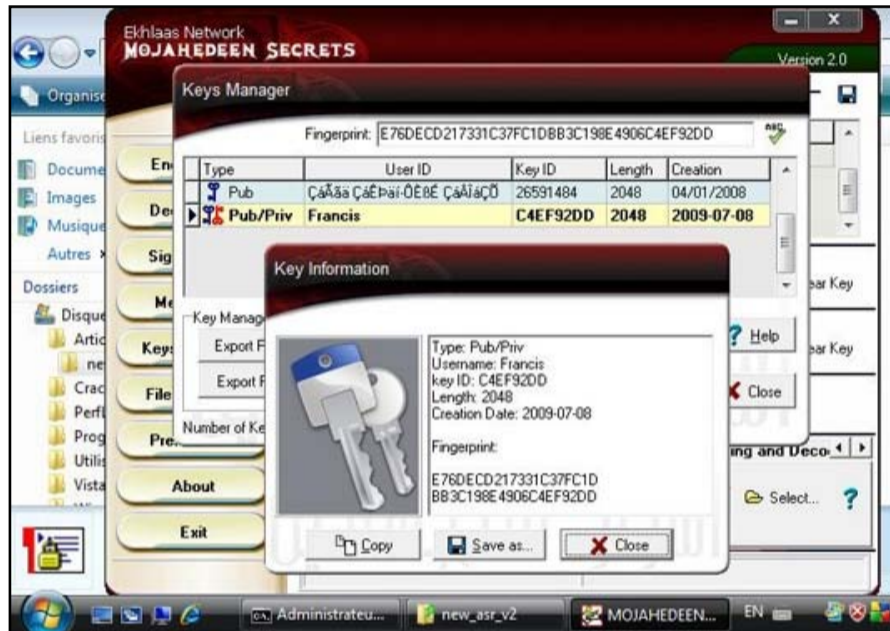 Ekhlaas Network
MOJAHEDEEN SECRETS
Version 2.0
Organise
Keys Manager
Fingerprint: E76DECD217331C37FC1DBB3C198E4906C4EF92DD
Liens favoris
Docume
Images
Musique
Autres
Dossiers
Disque
Artic
ne
Crac
Perfl
Prog
Utilis
Vista
En
De
Sig
Me
Keys
File
Pre
About
Exit
Type User ID Key ID Length Creation
Pub 26591484 2048 04/01/2008
Pub/Priv Francis C4EF92DD 2048 2009-07-08
Key Manage
Export F
Export F
Number of Ke
Help
Close
ear Key
ear Key
ing and Deco
Select...
Key Information
Type: Pub/Priv
Username: Francis
key ID: C4EF92DD
Length: 2048
Creation Date: 2009-07-08
Fingerprint:
E76DECD217331C37FC1D
BB3C198E4906C4EF92DD
Copy Save as... Close
Administrateu... new_asr_v2 MOJAHEDEEN... EN